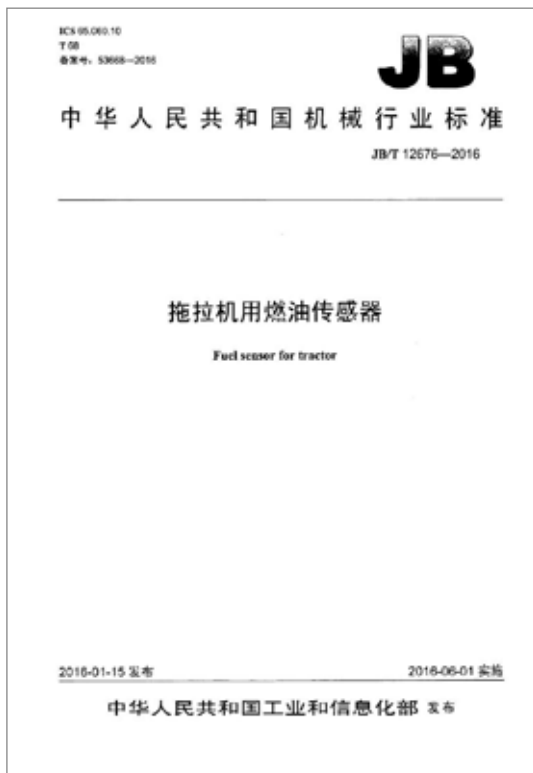 ICS 65.060.10
T 68
备案号：53668—2016
JB
中华人民共和国机械行业标准
JB/T 12676—2016
拖拉机用燃油传感器
Fuel sensor for tractor
2016-01-15 发布
2016-06-01 实施
中华人民共和国工业和信息化部 发布